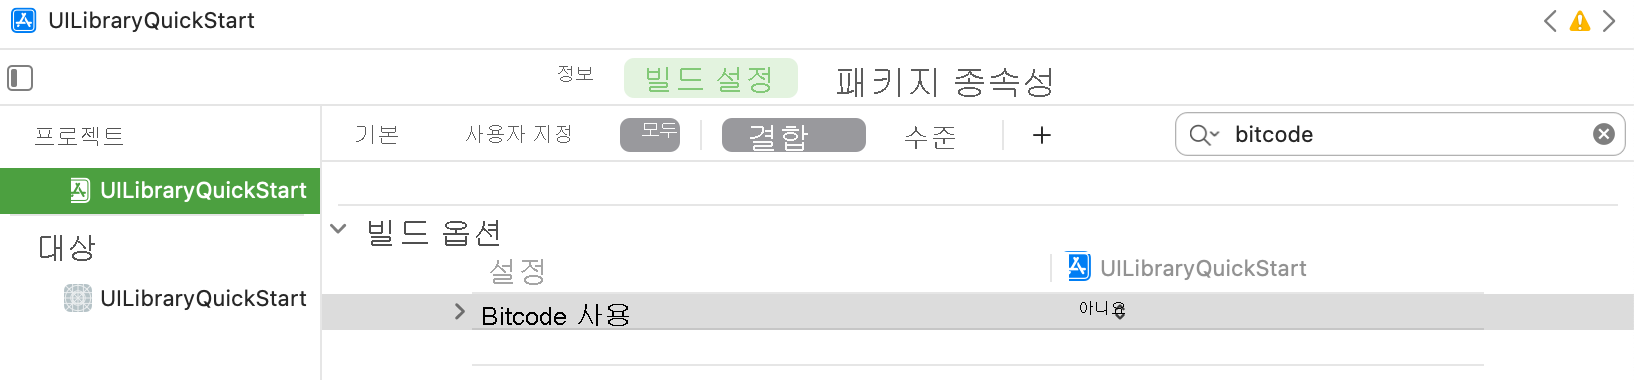 UILibraryQuickStart
정보 빌드 설정 패키지 종속성
프로젝트 기본 사용자 지정 모두 결합 수준 + bitcode
UILibraryQuickStart
빌드 옵션
대상
설정 UILibraryQuickStart
UILibraryQuickStart
Bitcode 사용 아니요